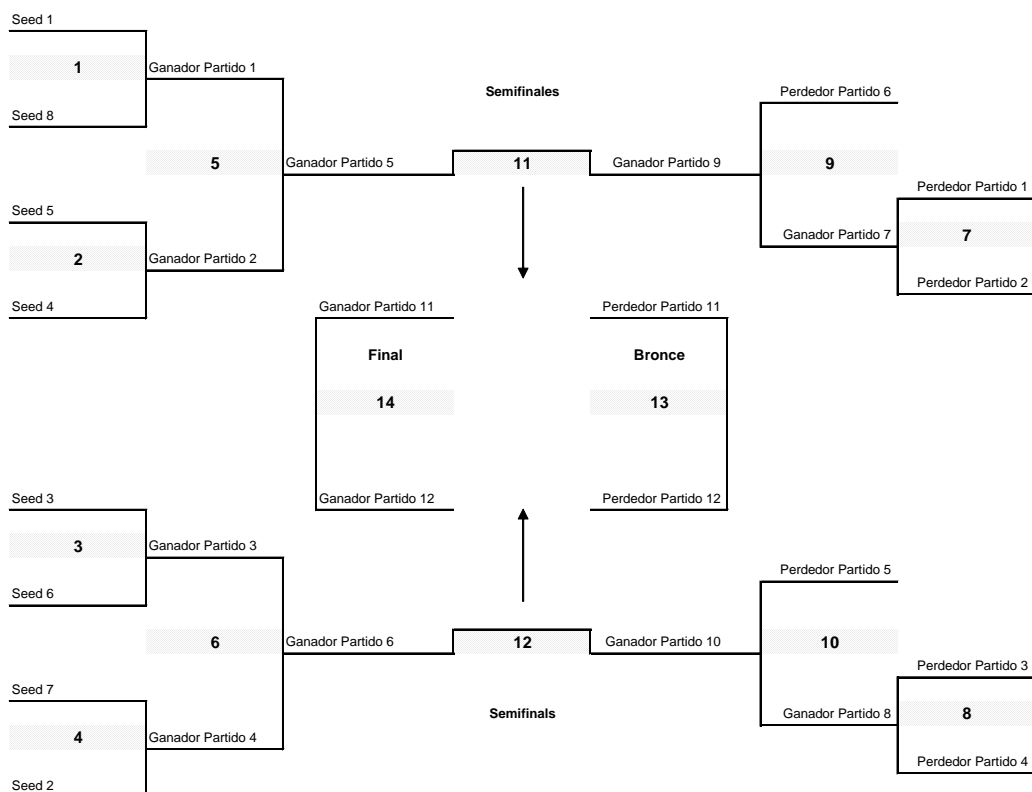 Seed 1
1
Ganador Partido 1
Semifinales
Perdedor Partido 6
Seed 8
5
Ganador Partido 5
11
Ganador Partido 9
9
Perdedor Partido 1
Seed 5
2
Ganador Partido 2
Ganador Partido 7
7
Perdedor Partido 2
Seed 4
Ganador Partido 11
Perdedor Partido 11
Final
Bronce
14
13
Seed 3
Ganador Partido 12
Perdedor Partido 12
3
Ganador Partido 3
Perdedor Partido 5
Seed 6
6
Ganador Partido 6
12
Ganador Partido 10
10
Perdedor Partido 3
Seed 7
Semifinals
Ganador Partido 8
8
4
Ganador Partido 4
Perdedor Partido 4
Seed 2